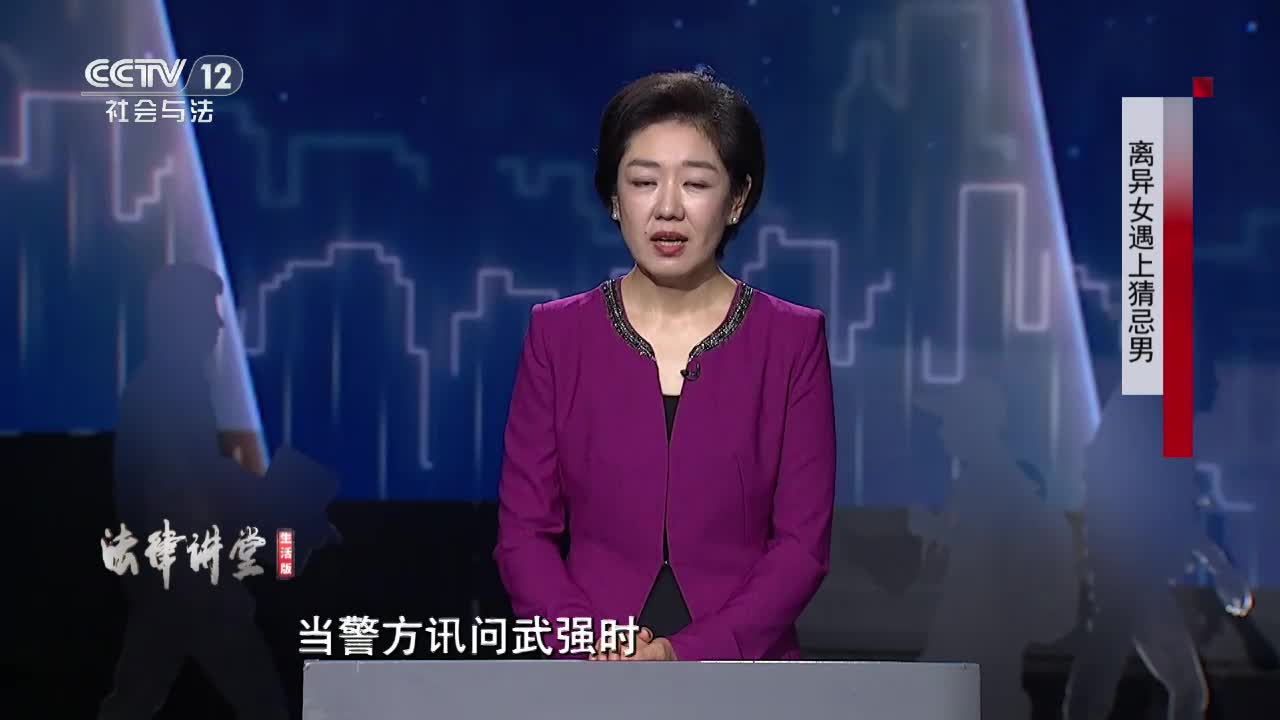 CCTV 12
社会与法
离异女遇上猜忌男
法律讲堂
生活版
当警方讯问武强时